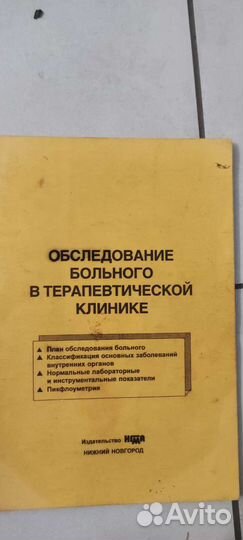 ОБСЛЕДОВАНИЕ
БОЛЬНОГО
В ТЕРАПЕВТИЧЕСКОЙ
КЛИНИКЕ
▲ План обследования больного
▲ Классификация основных заболеваний
внутренних органов
▲ Нормальные лабораторные
и инструментальные показатели
▲ Пикфлоуметрия
Издательство НГМА
НИЖНИЙ НОВГОРОД
Avito